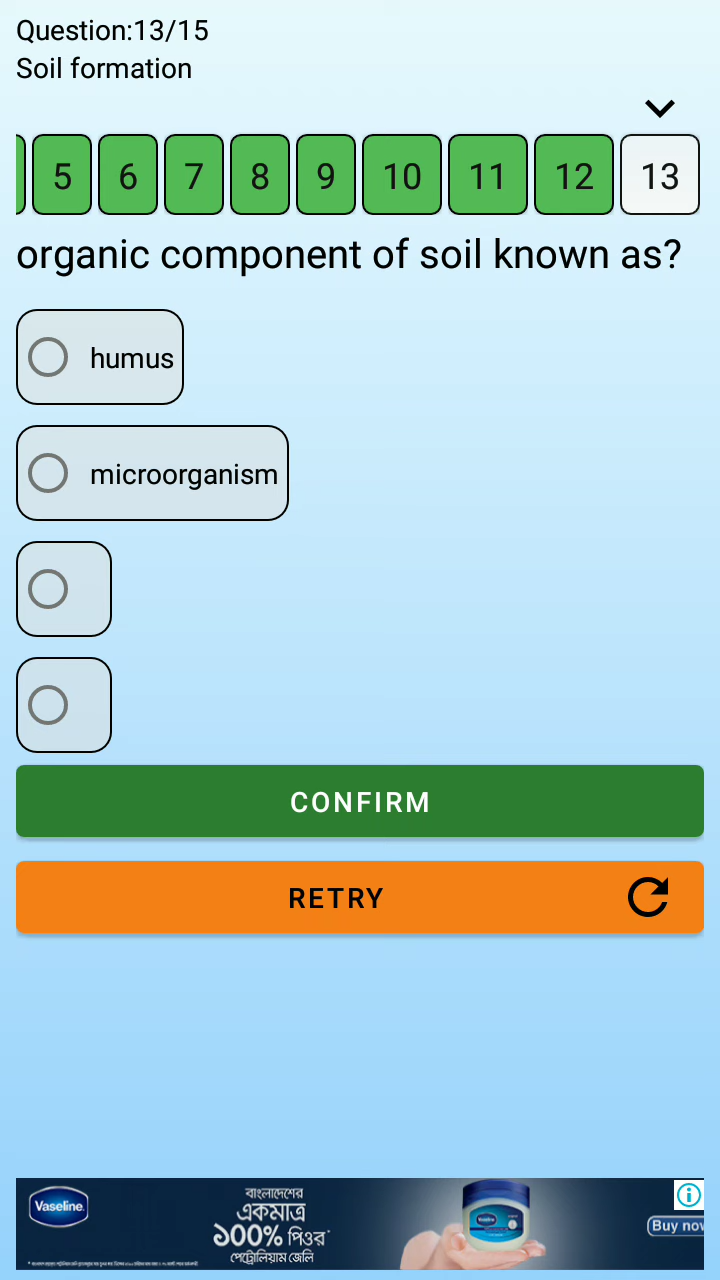 Question:13/15
Soil formation
5 6 7 8 9 10 11 12 13
organic component of soil known as?
humus
microorganism
CONFIRM
RETRY
Vaseline.
বাংলাদেশের
একমাত্র
১০০% পিওর*
পেট্রোলিয়াম জেলি
Vaseline
Buy now